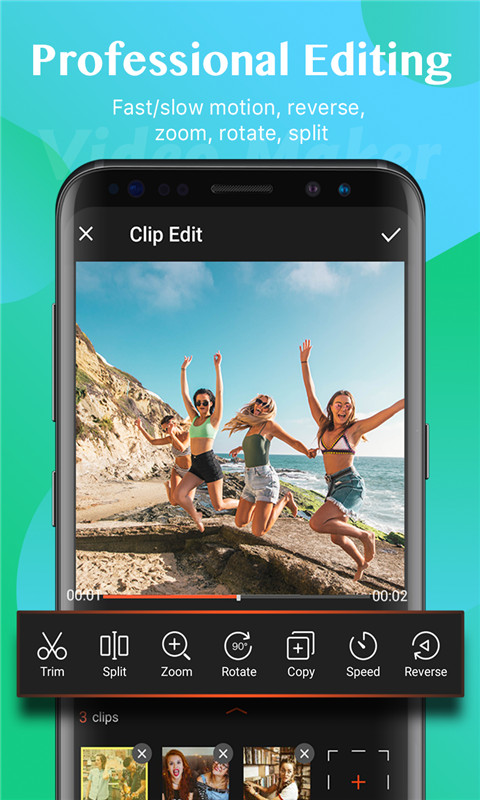 Professional Editing
Fast/slow motion, reverse,
zoom, rotate, split
Video Maker
Clip Edit
00:01
00:02
90°
Trim
Split
Zoom
Rotate
Copy
Speed
Reverse
3 clips